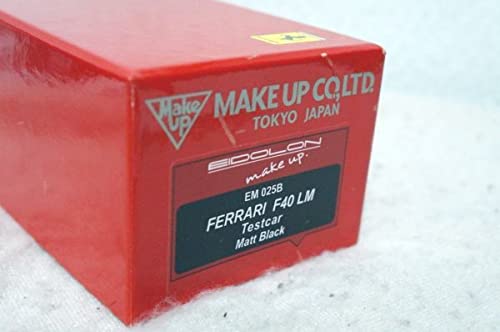 Make UP
MAKE UP CO.,LTD.
TOKYO JAPAN
EIDOLON
make up.
EM 025B
FERRARI F40 LM
Testcar
Matt Black